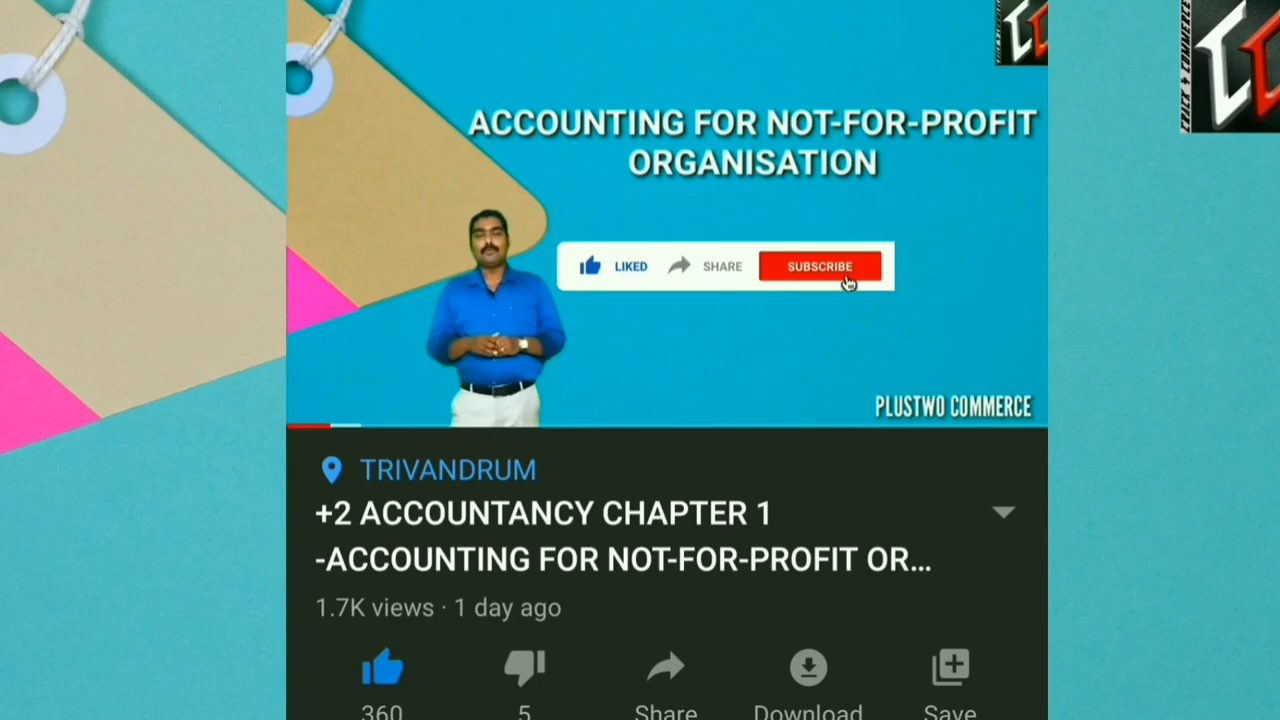 ACCOUNTING FOR NOT-FOR-PROFIT
ORGANISATION
LIKED
SHARE
SUBSCRIBE
PLUSTWO COMMERCE
TRIVANDRUM
+2 ACCOUNTANCY CHAPTER 1
-ACCOUNTING FOR NOT-FOR-PROFIT OR...
1.7K views · 1 day ago
360
5
Share
Download
Save